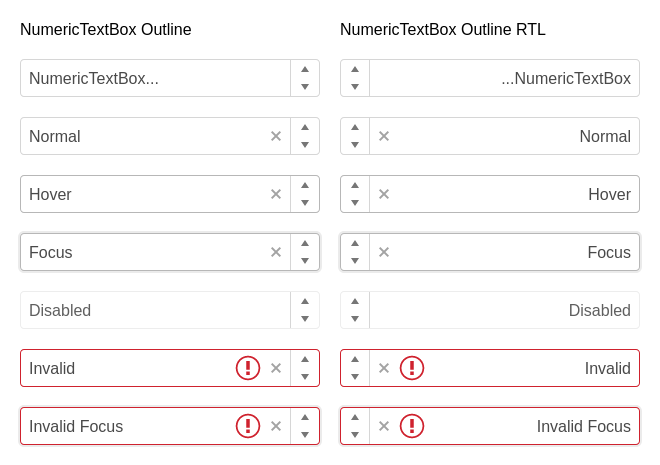 NumericTextBox Outline
NumericTextBox...
Normal
Hover
Focus
Disabled
Invalid
Invalid Focus
NumericTextBox Outline RTL
...NumericTextBox
Normal
Hover
Focus
Disabled
Invalid
Invalid Focus